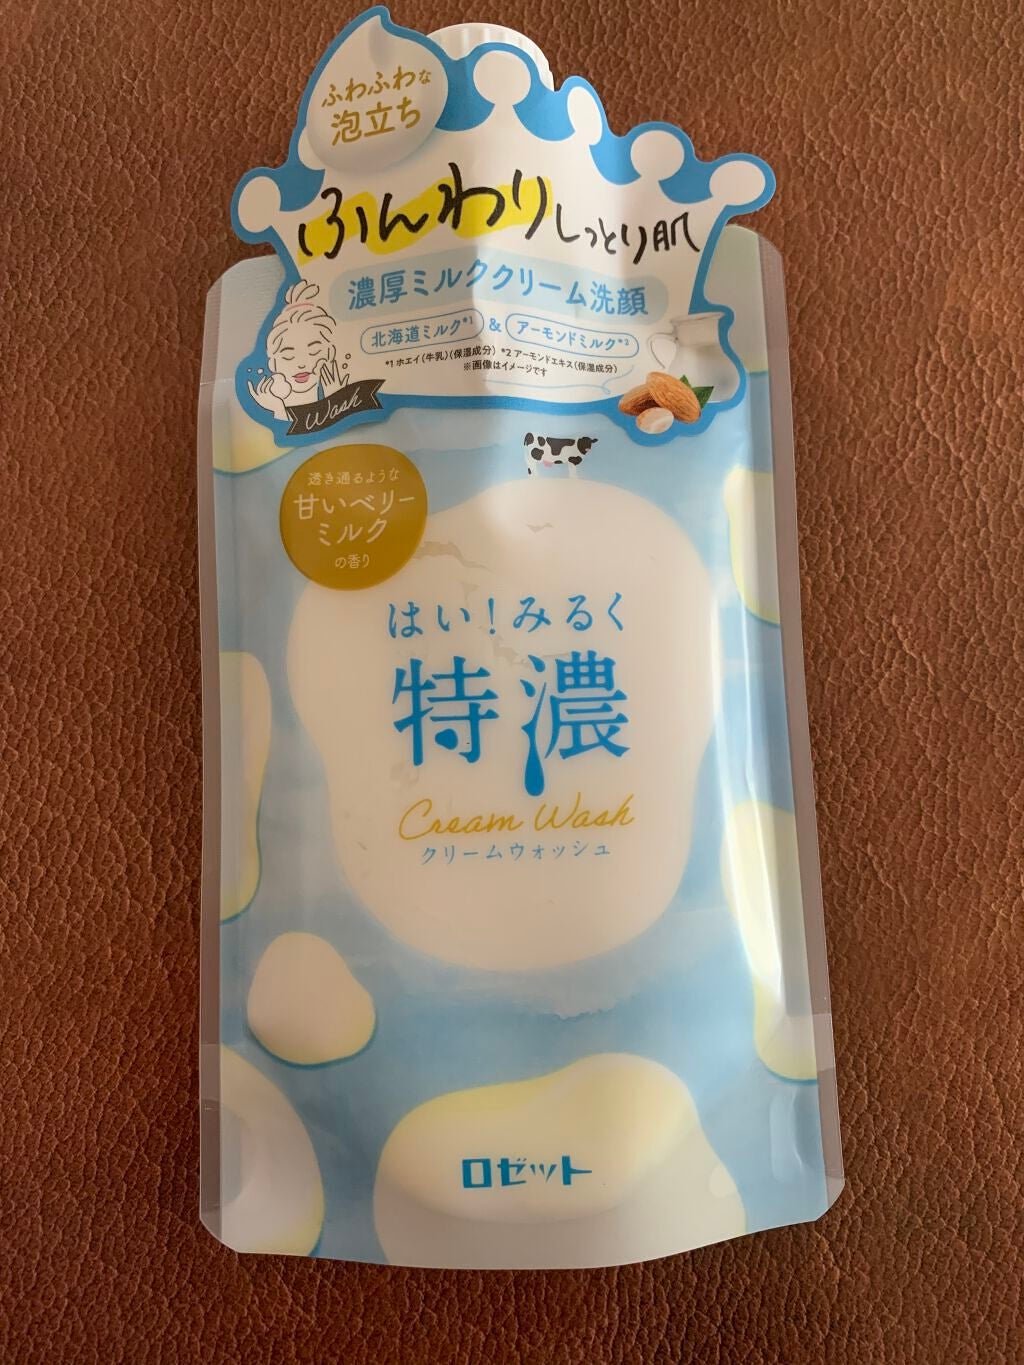 ふわふわな
泡立ち
ふんわりしっとり肌
濃厚ミルククリーム洗顔
北海道ミルク*1 & アーモンドミルク*2
*1 ホエイ(牛乳)(保湿成分) *2 アーモンドエキス(保湿成分)
※画像はイメージです
Wash
透き通るような
甘いベリー
ミルク
の香り
はい!みるく
特濃
Cream Wash
クリームウォッシュ
ロゼット